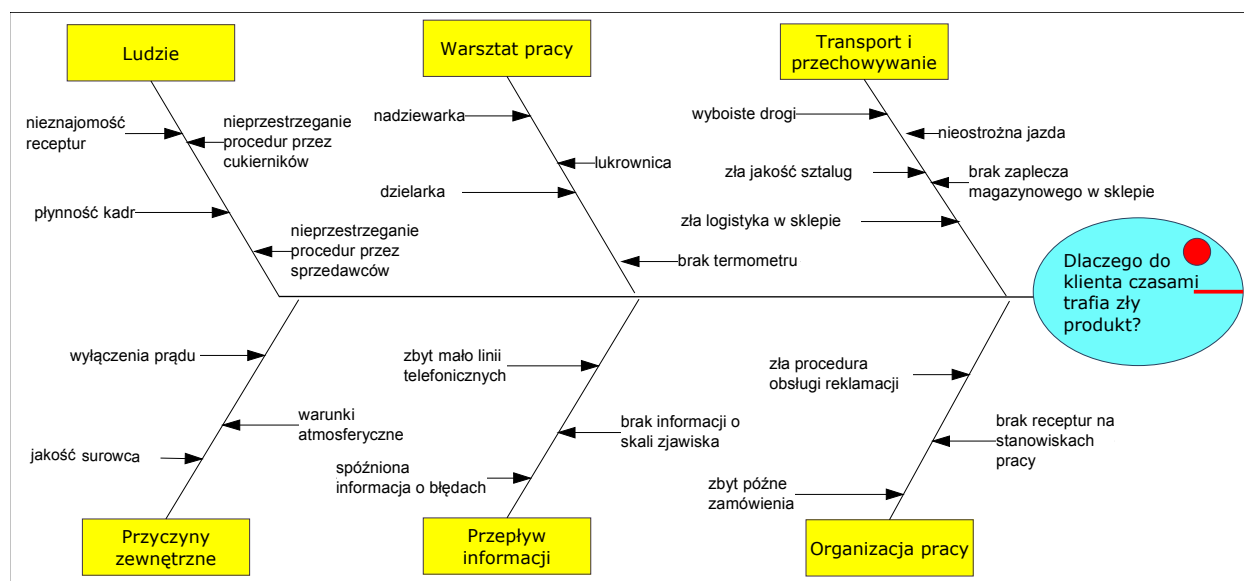 Ludzie
Warsztat pracy
Transport i
przechowywanie
nieznajomość
receptur
nieprzestrzeganie
procedur przez
cukierników
płynność kadr
nieprzestrzeganie
procedur przez
sprzedawców
nadziewarka
lukrownica
dzielarka
brak termometru
wyboiste drogi
nieostrożna jazda
zła jakość sztalug
brak zaplecza
magazynowego w sklepie
zła logistyka w sklepie
Dlaczego do
klienta czasami
trafia zły
produkt?
wyłączenia prądu
warunki
atmosferyczne
jakość surowca
zbyt mało linii
telefonicznych
brak informacji o
skali zjawiska
spóźniona
informacja o błędach
zła procedura
obsługi reklamacji
brak receptur na
stanowiskach
pracy
zbyt późne
zamówienia
Przyczyny
zewnętrzne
Przepływ
informacji
Organizacja pracy